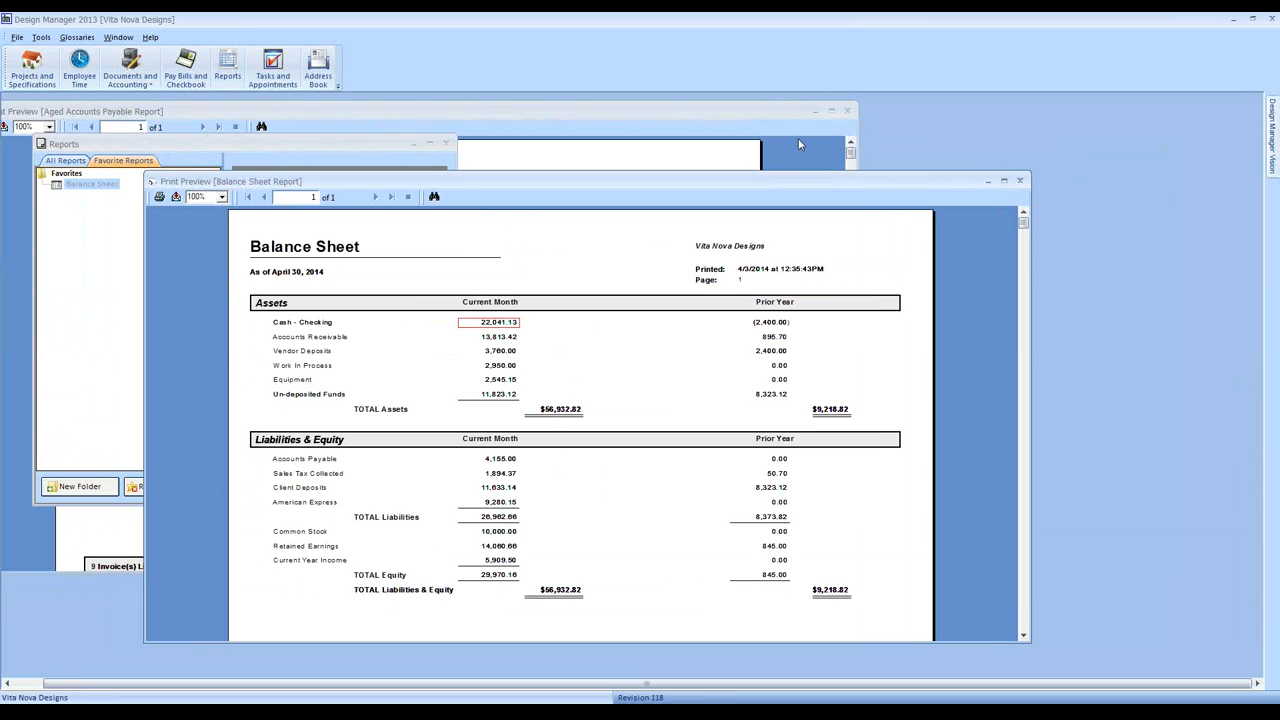 Design Manager 2013 [Vita Nova Designs]
File Tools Glossaries Window Help
Projects and Specifications
Employee Time
Documents and Accounting
Pay Bills and Checkbook
Reports
Tasks and Appointments
Address Book
Design Manager Vision
t Preview [Aged Accounts Payable Report]
100% 1 of 1
Reports
All Reports Favorite Reports
Favorites
Balance Sheet
New Folder R
9 Invoice(s) Li
Print Preview [Balance Sheet Report]
100% 1 of 1
Balance Sheet Vita Nova Designs
As of April 30, 2014 Printed: 4/3/2014 at 12:35:43PM
Page: 1
Assets Current Month Prior Year
Cash - Checking 22,041.13 (2,400.00)
Accounts Receivable 13,813.42 895.70
Vendor Deposits 3,760.00 2,400.00
Work In Process 2,950.00 0.00
Equipment 2,545.15 0.00
Un-deposited Funds 11,823.12 8,323.12
TOTAL Assets $56,932.82 $9,218.82
Liabilities & Equity Current Month Prior Year
Accounts Payable 4,155.00 0.00
Sales Tax Collected 1,894.37 50.70
Client Deposits 11,633.14 8,323.12
American Express 9,280.15 0.00
TOTAL Liabilities 26,962.66 8,373.82
Common Stock 10,000.00 0.00
Retained Earnings 14,060.66 845.00
Current Year Income 5,909.50 0.00
TOTAL Equity 29,970.16 845.00
TOTAL Liabilities & Equity $56,932.82 $9,218.82
Vita Nova Designs Revision 118